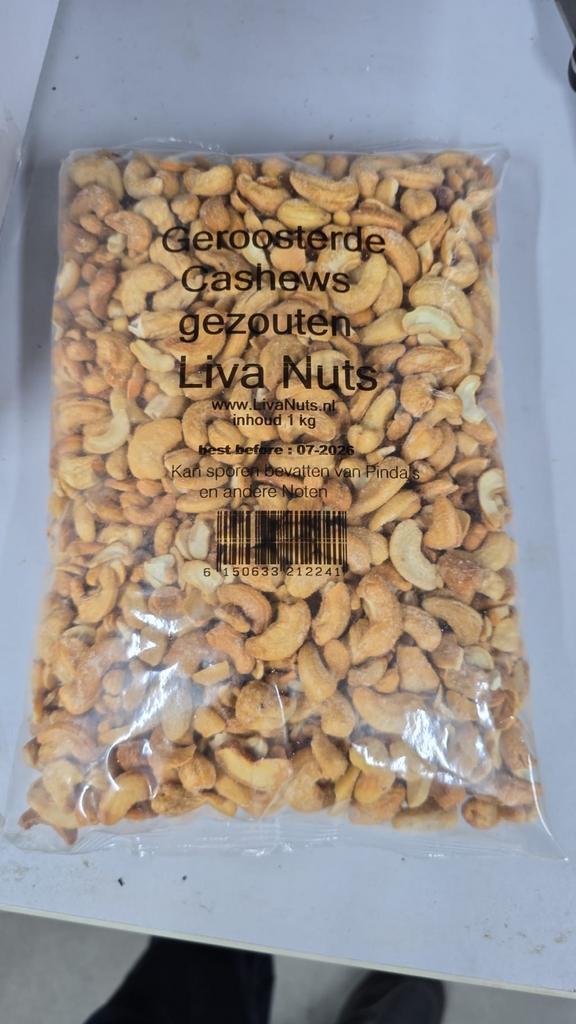 Geroosterde
Cashews
gezouten
Liva Nuts
www.LivaNuts.nl
inhoud 1 kg
best before : 07-2026
Kan sporen bevatten van Pinda's
en andere Noten
6 150633 212241